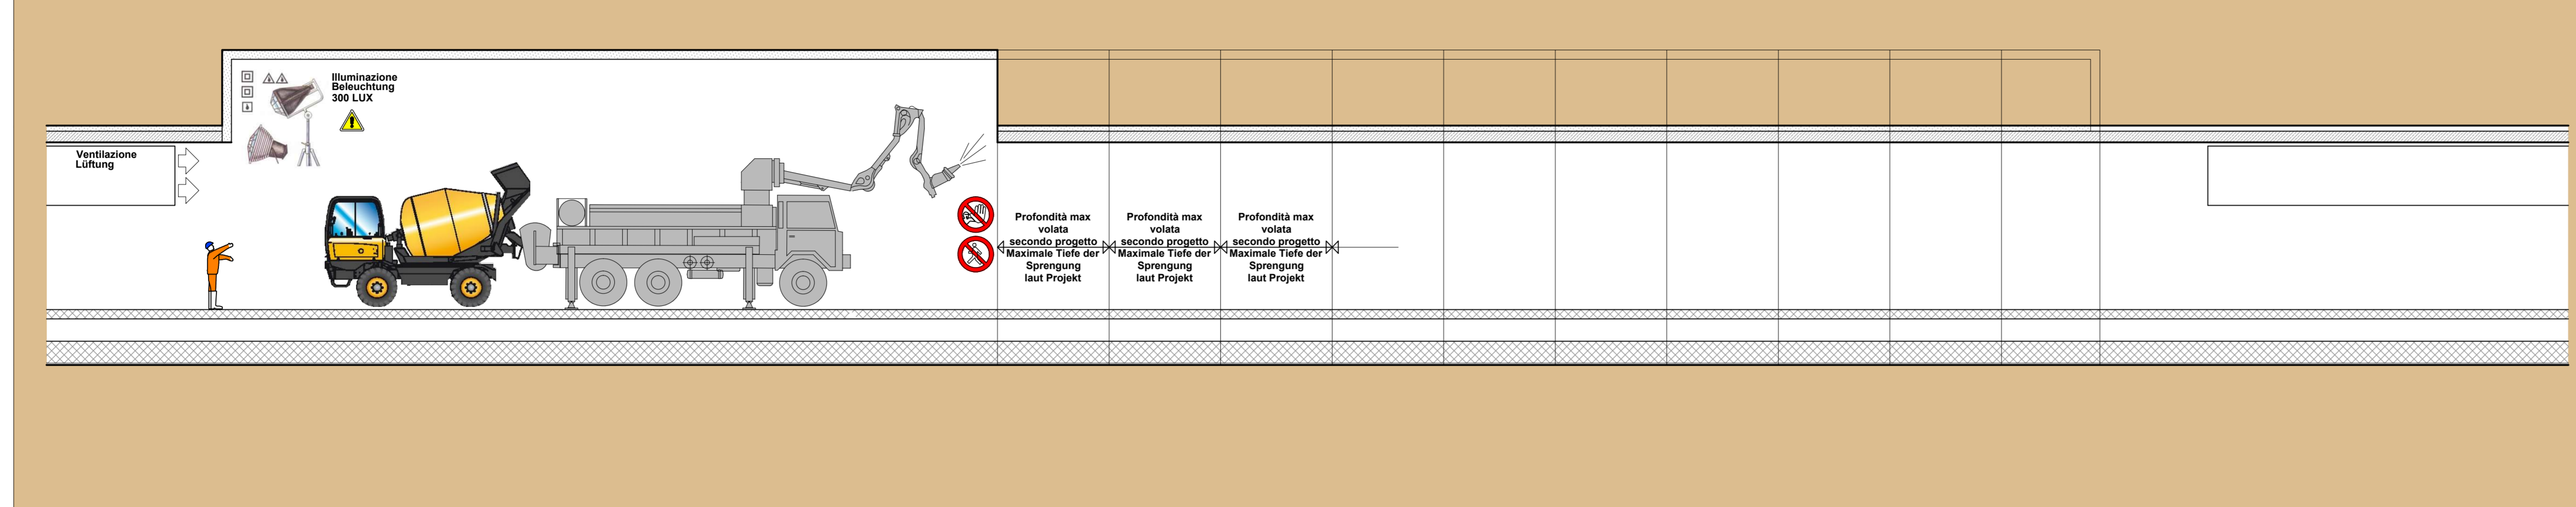 Illuminazione
Beleuchtung
300 LUX
Ventilazione
Lüftung
Profondità max
volata
secondo progetto
Maximale Tiefe der
Sprengung
laut Projekt
Profondità max
volata
secondo progetto
Maximale Tiefe der
Sprengung
laut Projekt
Profondità max
volata
secondo progetto
Maximale Tiefe der
Sprengung
laut Projekt